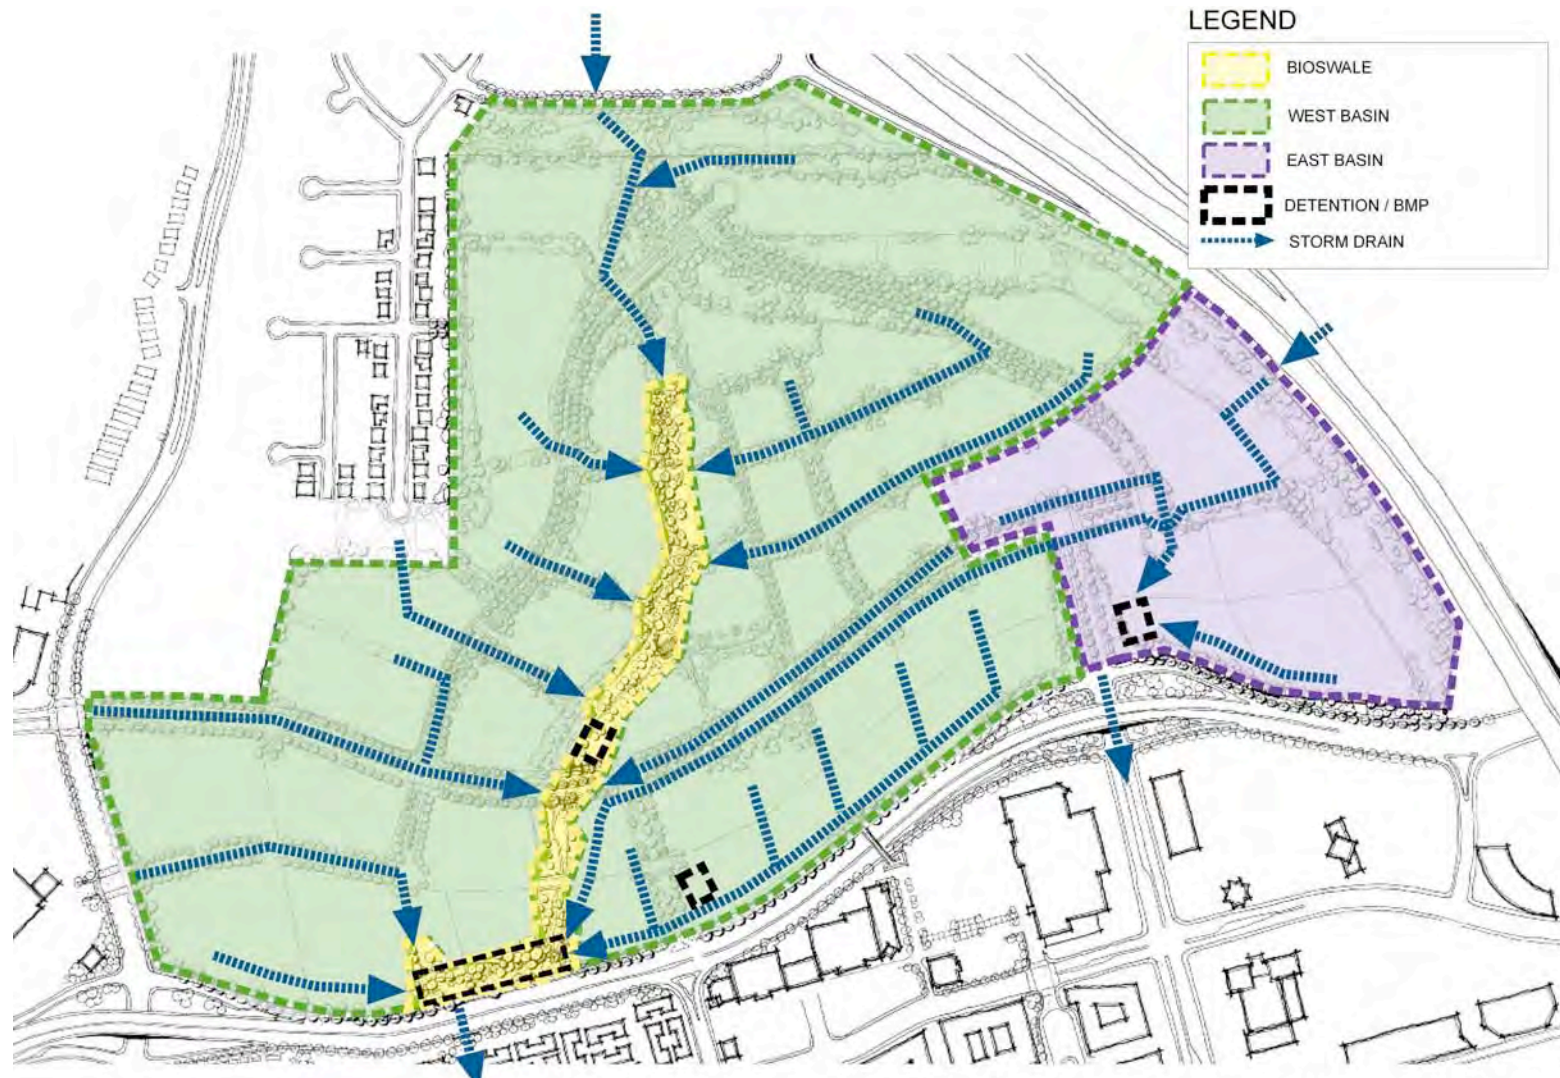 LEGEND
BIOSWALE
WEST BASIN
EAST BASIN
DETENTION / BMP
STORM DRAIN